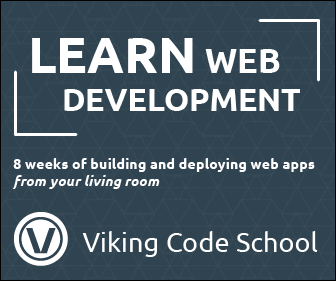 LEARN WEB
DEVELOPMENT
8 weeks of building and deploying web apps
from your living room
V Viking Code School